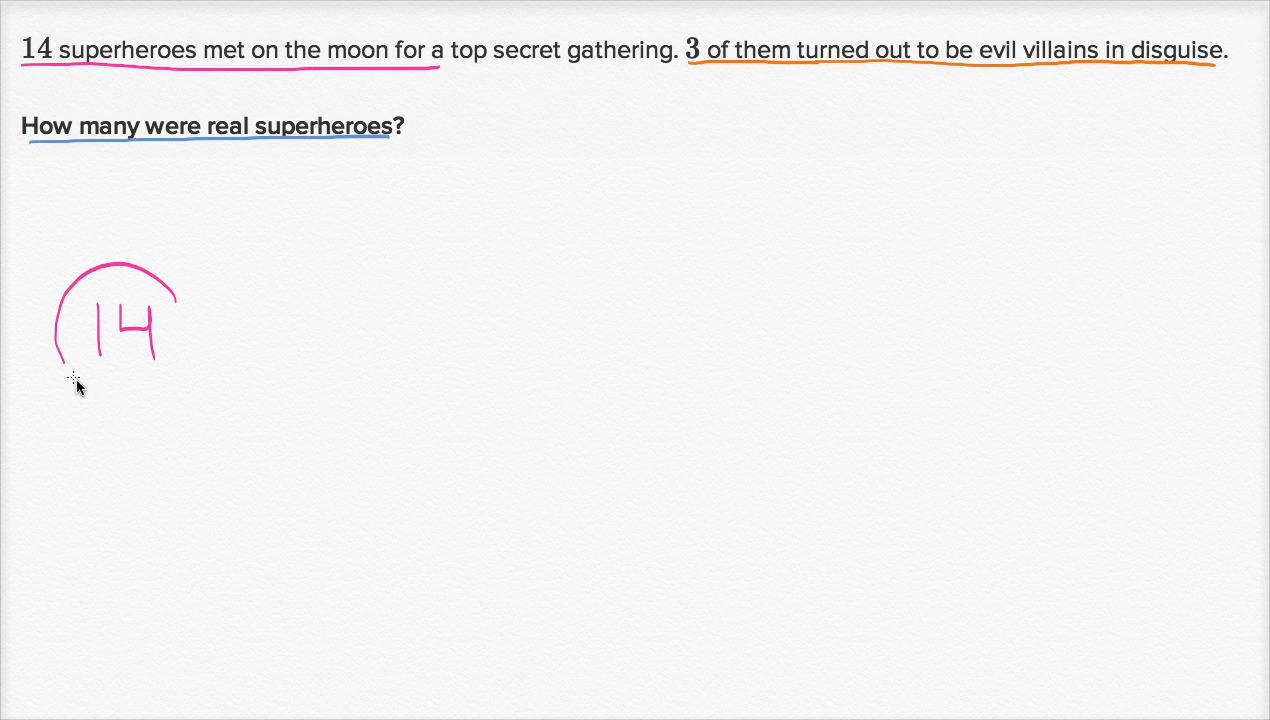 14 superheroes met on the moon for a top secret gathering. 3 of them turned out to be evil villains in disguise.
How many were real superheroes?
14